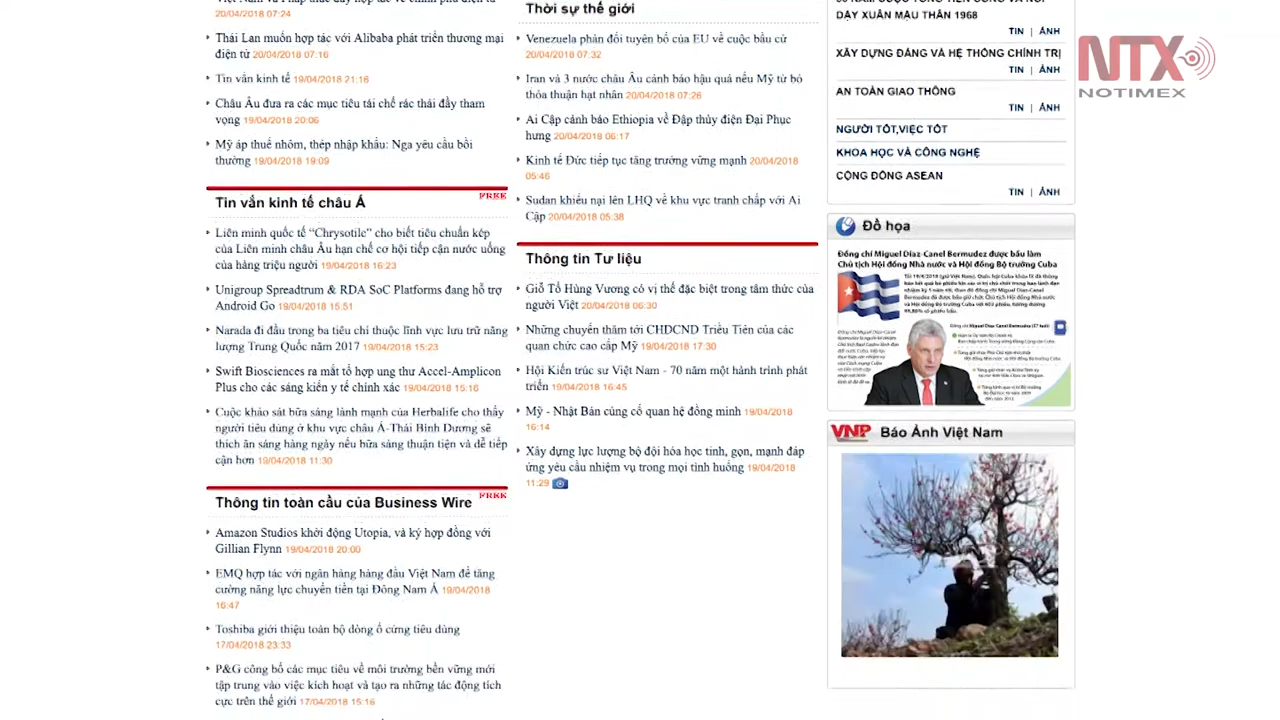 20/04/2018 07:24
Thái Lan muốn hợp tác với Alibaba phát triển thương mại
điện tử 20/04/2018 07:16
Tin vắn kinh tế 19/04/2018 21:16
Châu Âu đưa ra các mục tiêu tái chế rác thải đầy tham
vọng 19/04/2018 20:06
Mỹ áp thuế nhôm, thép nhập khẩu: Nga yêu cầu bồi
thường 19/04/2018 19:09
Tin vắn kinh tế châu Á
FREE
Liên minh quốc tế “Chrysotile” cho biết tiêu chuẩn kép
của Liên minh châu Âu hạn chế cơ hội tiếp cận nước uống
của hàng triệu người 19/04/2018 16:23
Unigroup Spreadtrum & RDA SoC Platforms đang hỗ trợ
Android Go 19/04/2018 15:51
Narada đi đầu trong ba tiêu chí thuộc lĩnh vực lưu trữ năng
lượng Trung Quốc năm 2017 19/04/2018 15:23
Swift Biosciences ra mắt tổ hợp ung thư Accel-Amplicon
Plus cho các sáng kiến y tế chính xác 19/04/2018 15:16
Cuộc khảo sát bữa sáng lành mạnh của Herbalife cho thấy
người tiêu dùng ở khu vực châu Á-Thái Bình Dương sẽ
thích ăn sáng hàng ngày nếu bữa sáng thuận tiện và dễ tiếp
cận hơn 19/04/2018 11:30
Thông tin toàn cầu của Business Wire
FREE
Amazon Studios khởi động Utopia, và ký hợp đồng với
Gillian Flynn 19/04/2018 20:00
EMQ hợp tác với ngân hàng hàng đầu Việt Nam để tăng
cường năng lực chuyển tiền tại Đông Nam Á 19/04/2018
16:47
Toshiba giới thiệu toàn bộ dòng ổ cứng tiêu dùng
17/04/2018 23:33
P&G công bố các mục tiêu về môi trường bền vững mới
tập trung vào việc kích hoạt và tạo ra những tác động tích
cực trên thế giới 17/04/2018 15:16
Thời sự thế giới
Venezuela phản đối tuyên bố của EU về cuộc bầu cử
20/04/2018 07:32
Iran và 3 nước châu Âu cảnh báo hậu quả nếu Mỹ từ bỏ
thỏa thuận hạt nhân 20/04/2018 07:26
Ai Cập cảnh báo Ethiopia về Đập thủy điện Đại Phục
hưng 20/04/2018 06:17
Kinh tế Đức tiếp tục tăng trưởng vững mạnh 20/04/2018
05:46
Sudan khiếu nại lên LHQ về khu vực tranh chấp với Ai
Cập 20/04/2018 05:38
Thông tin Tư liệu
Giỗ Tổ Hùng Vương có vị thế đặc biệt trong tâm thức của
người Việt 20/04/2018 06:30
Những chuyến thăm tới CHDCND Triều Tiên của các
quan chức cao cấp Mỹ 19/04/2018 17:30
Hội Kiến trúc sư Việt Nam - 70 năm một hành trình phát
triển 19/04/2018 16:45
Mỹ - Nhật Bản củng cố quan hệ đồng minh 19/04/2018
16:14
Xây dựng lực lượng bộ đội hóa học tinh, gọn, mạnh đáp
ứng yêu cầu nhiệm vụ trong mọi tình huống 19/04/2018
11:29
DẬY XUÂN MẬU THÂN 1968
TIN | ẢNH
XÂY DỰNG ĐẢNG VÀ HỆ THỐNG CHÍNH TRỊ
TIN | ẢNH
AN TOÀN GIAO THÔNG
TIN | ẢNH
NGƯỜI TỐT,VIỆC TỐT
KHOA HỌC VÀ CÔNG NGHỆ
CỘNG ĐỒNG ASEAN
TIN | ẢNH
Đồ họa
Đồng chí Miguel Díaz-Canel Bermudez được bầu làm
Chủ tịch Hội đồng Nhà nước và Hội đồng Bộ trưởng Cuba
VNP Báo Ảnh Việt Nam
NTX
NOTIMEX